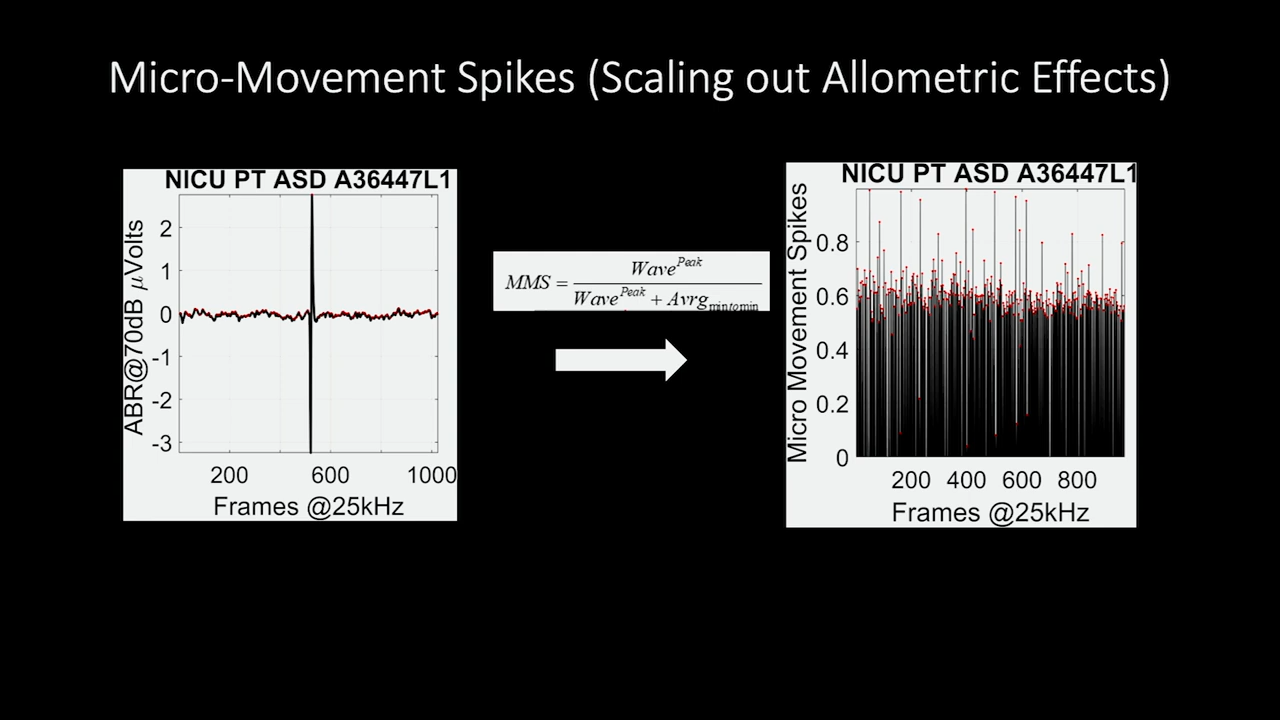 Micro-Movement Spikes (Scaling out Allometric Effects)
NICU PT ASD A36447L1
ABR@70dB μVolts
2
1
0
-1
-2
-3
200 600 1000
Frames @25kHz
MMS = Wave^Peak / (Wave^Peak + Avrg_mintomin)
NICU PT ASD A36447L1
Micro Movement Spikes
0.8
0.6
0.4
0.2
0
200 400 600 800
Frames @25kHz